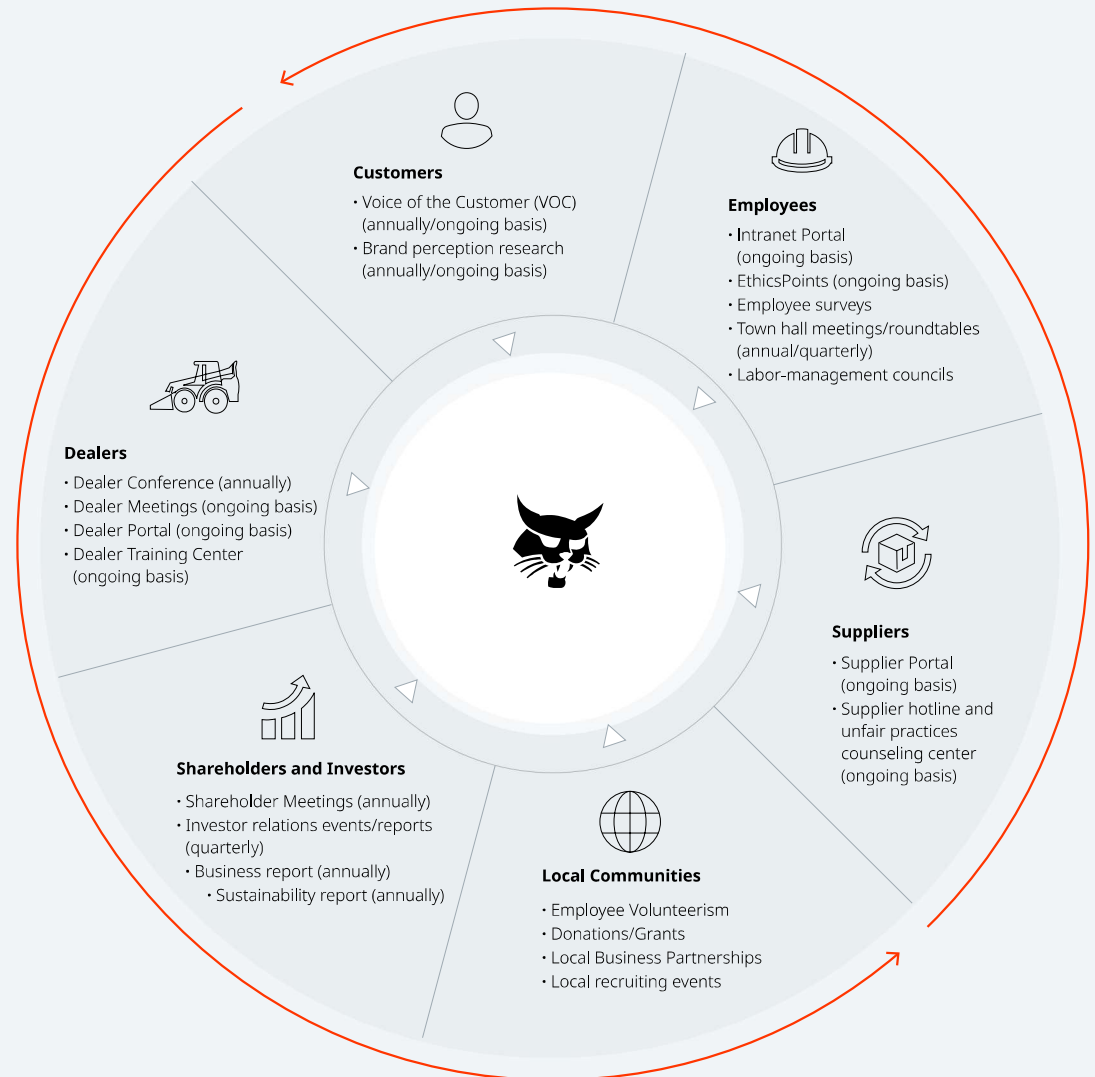 Customers
• Voice of the Customer (VOC)
(annually/ongoing basis)
• Brand perception research
(annually/ongoing basis)
Employees
• Intranet Portal
(ongoing basis)
• EthicsPoints (ongoing basis)
• Employee surveys
• Town hall meetings/roundtables
(annual/quarterly)
• Labor-management councils
Dealers
• Dealer Conference (annually)
• Dealer Meetings (ongoing basis)
• Dealer Portal (ongoing basis)
• Dealer Training Center
(ongoing basis)
Suppliers
• Supplier Portal
(ongoing basis)
• Supplier hotline and
unfair practices
counseling center
(ongoing basis)
Shareholders and Investors
• Shareholder Meetings (annually)
• Investor relations events/reports
(quarterly)
• Business report (annually)
• Sustainability report (annually)
Local Communities
• Employee Volunteerism
• Donations/Grants
• Local Business Partnerships
• Local recruiting events